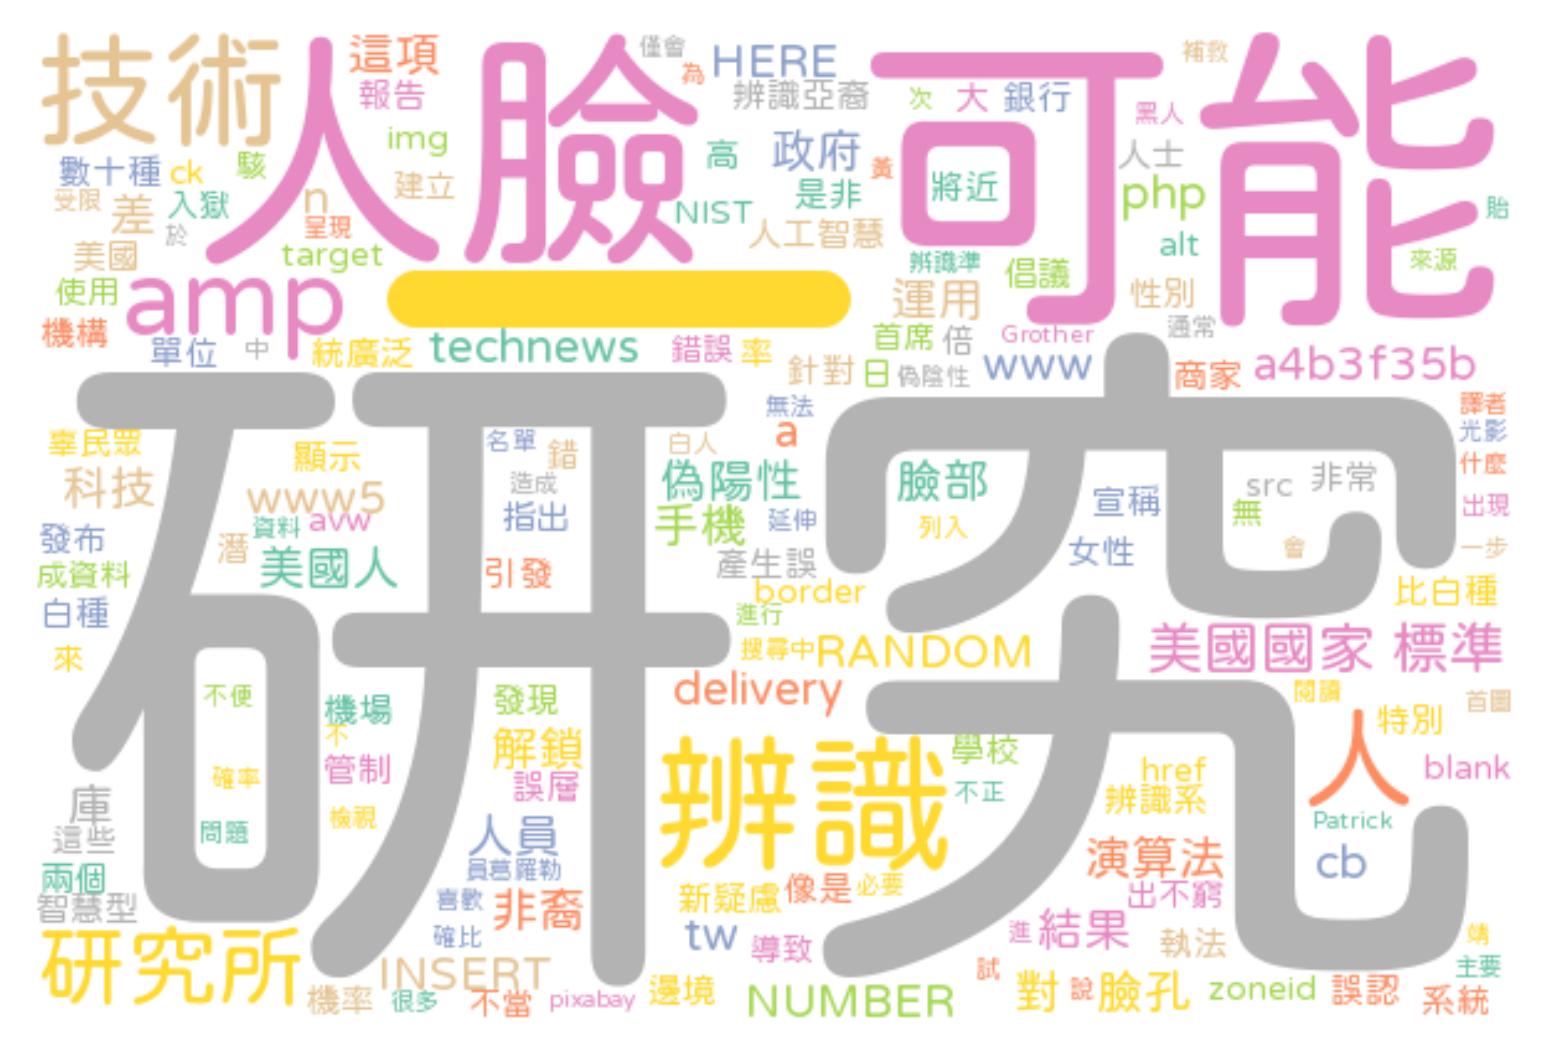 技術
人臉
可能
這項
僅會
為
HERE
補救
報告
辨識亞裔
次
大
銀行
黑人
img
政府
人士
高
數十種
ck
駭
建立
是非
黃
將近
php
受限
差
入獄
n
NIST
貽
於
呈現
人工智慧
美國
target
辨識準
倡議
alt
來源
使用
amp
運用
性別
機構
單位
中
統廣泛
technews
錯誤
率
首席
倍
Grother
通常
針對
日
偽陰性
www
商家
a4b3f35b
研究
無法
譯者
辜民眾
顯示
名單
錯
白人
a
光影
科技
www5
造成
偽陽性
臉部
src
非常
什麼
發布
潛
資料
avw
指出
手機
延伸
列入
宣稱
無
出現
成資料
美國人
引發
產生誤
女性
會
一步
白種
border
比白種
進行
來
搜尋中
RANDOM
美國國家
標準
不便
機場
發現
delivery
閱讀
首圖
不
解鎖
辨識
學校
人
特別
確率
管制
誤屬
不正
href
blank
庫
檢視
辨識系
Patrick
這些
問題
人員
演算法
cb
兩個
員葛羅勒
新疑慮
像是
必要
出不窮
智慧型
喜歡
非裔
研究所
確比
tw
導致
進
結果
執法
靖
INSERT
試
主要
機率
很多
不當
pixabay
邊境
NUMBER
對
說
臉孔
zoneid
誤認
系統